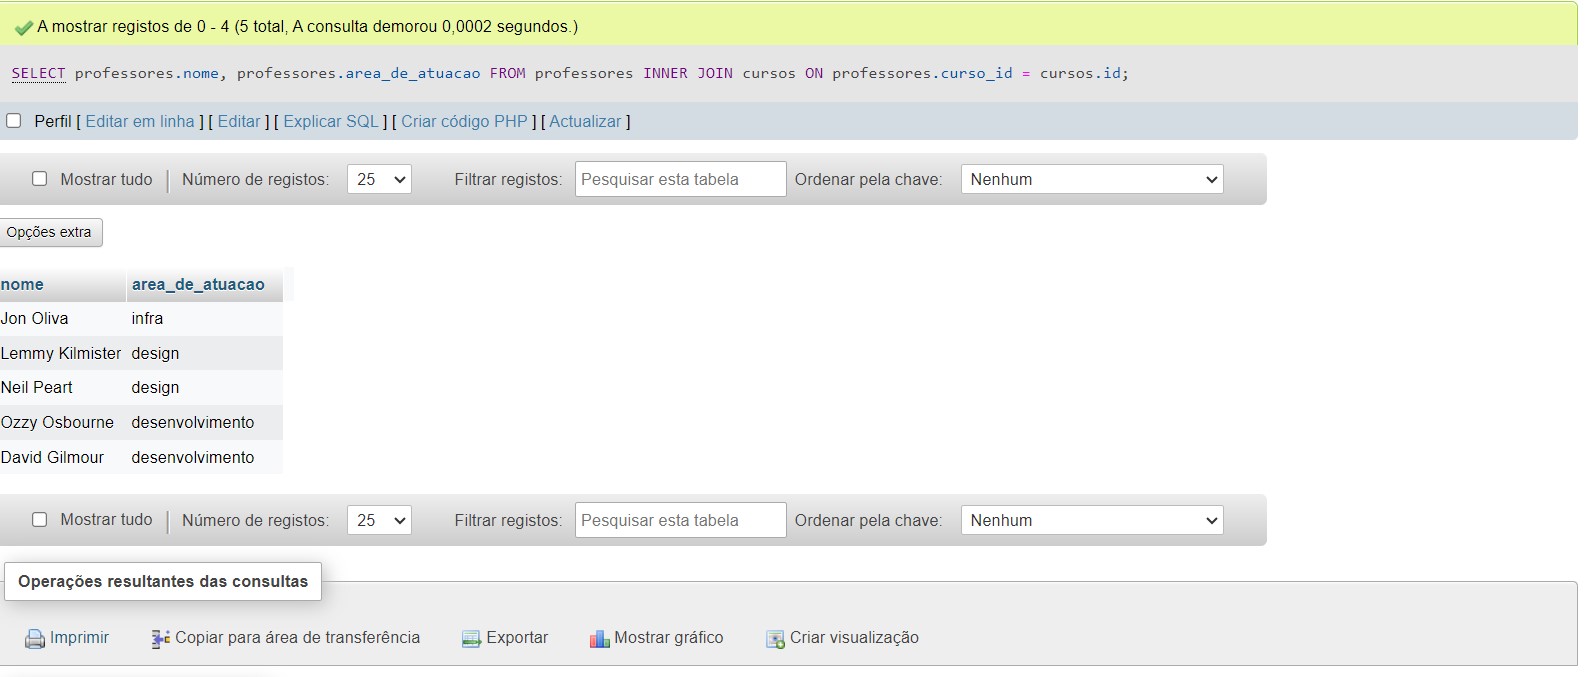 A mostrar registos de 0 - 4 (5 total, A consulta demorou 0,0002 segundos.)
SELECT professores.nome, professores.area_de_atuacao FROM professores INNER JOIN cursos ON professores.curso_id = cursos.id;
Perfil [ Editar em linha ] [ Editar ] [ Explicar SQL ] [ Criar código PHP ] [ Actualizar ]
Mostrar tudo | Número de registos: 25 Filtrar registos: Pesquisar esta tabela Ordenar pela chave: Nenhum
Opções extra
nome area_de_atuacao
Jon Oliva infra
Lemmy Kilmister design
Neil Peart design
Ozzy Osbourne desenvolvimento
David Gilmour desenvolvimento
Mostrar tudo | Número de registos: 25 Filtrar registos: Pesquisar esta tabela Ordenar pela chave: Nenhum
Operações resultantes das consultas
Imprimir Copiar para área de transferência Exportar Mostrar gráfico Criar visualização